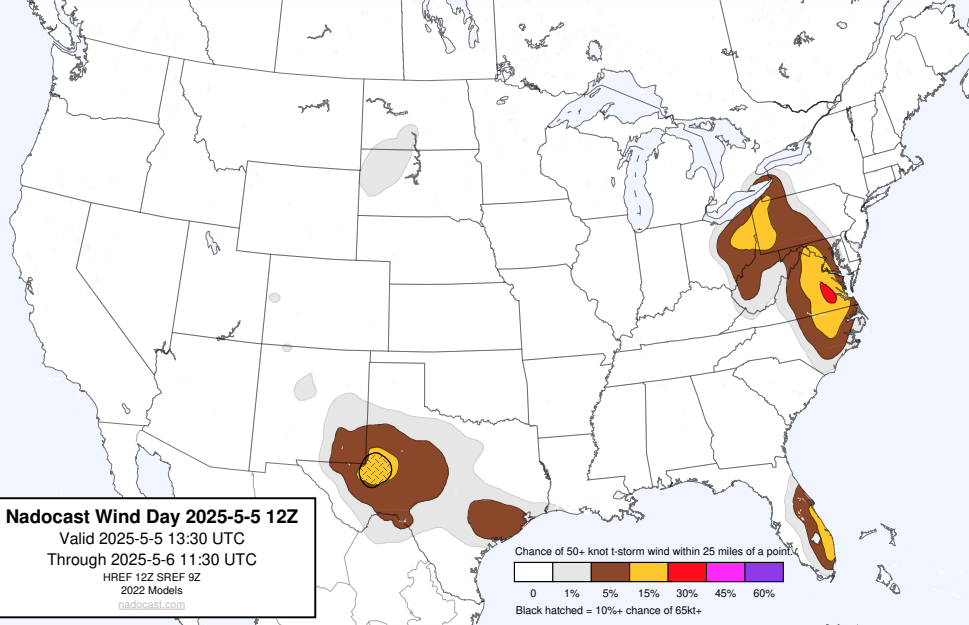 Nadocast Wind Day 2025-5-5 12Z
Valid 2025-5-5 13:30 UTC
Through 2025-5-6 11:30 UTC
HREF 12Z SREF 9Z
2022 Models
nadocast.com
Chance of 50+ knot t-storm wind within 25 miles of a point.
0 1% 5% 15% 30% 45% 60%
Black hatched = 10%+ chance of 65kt+